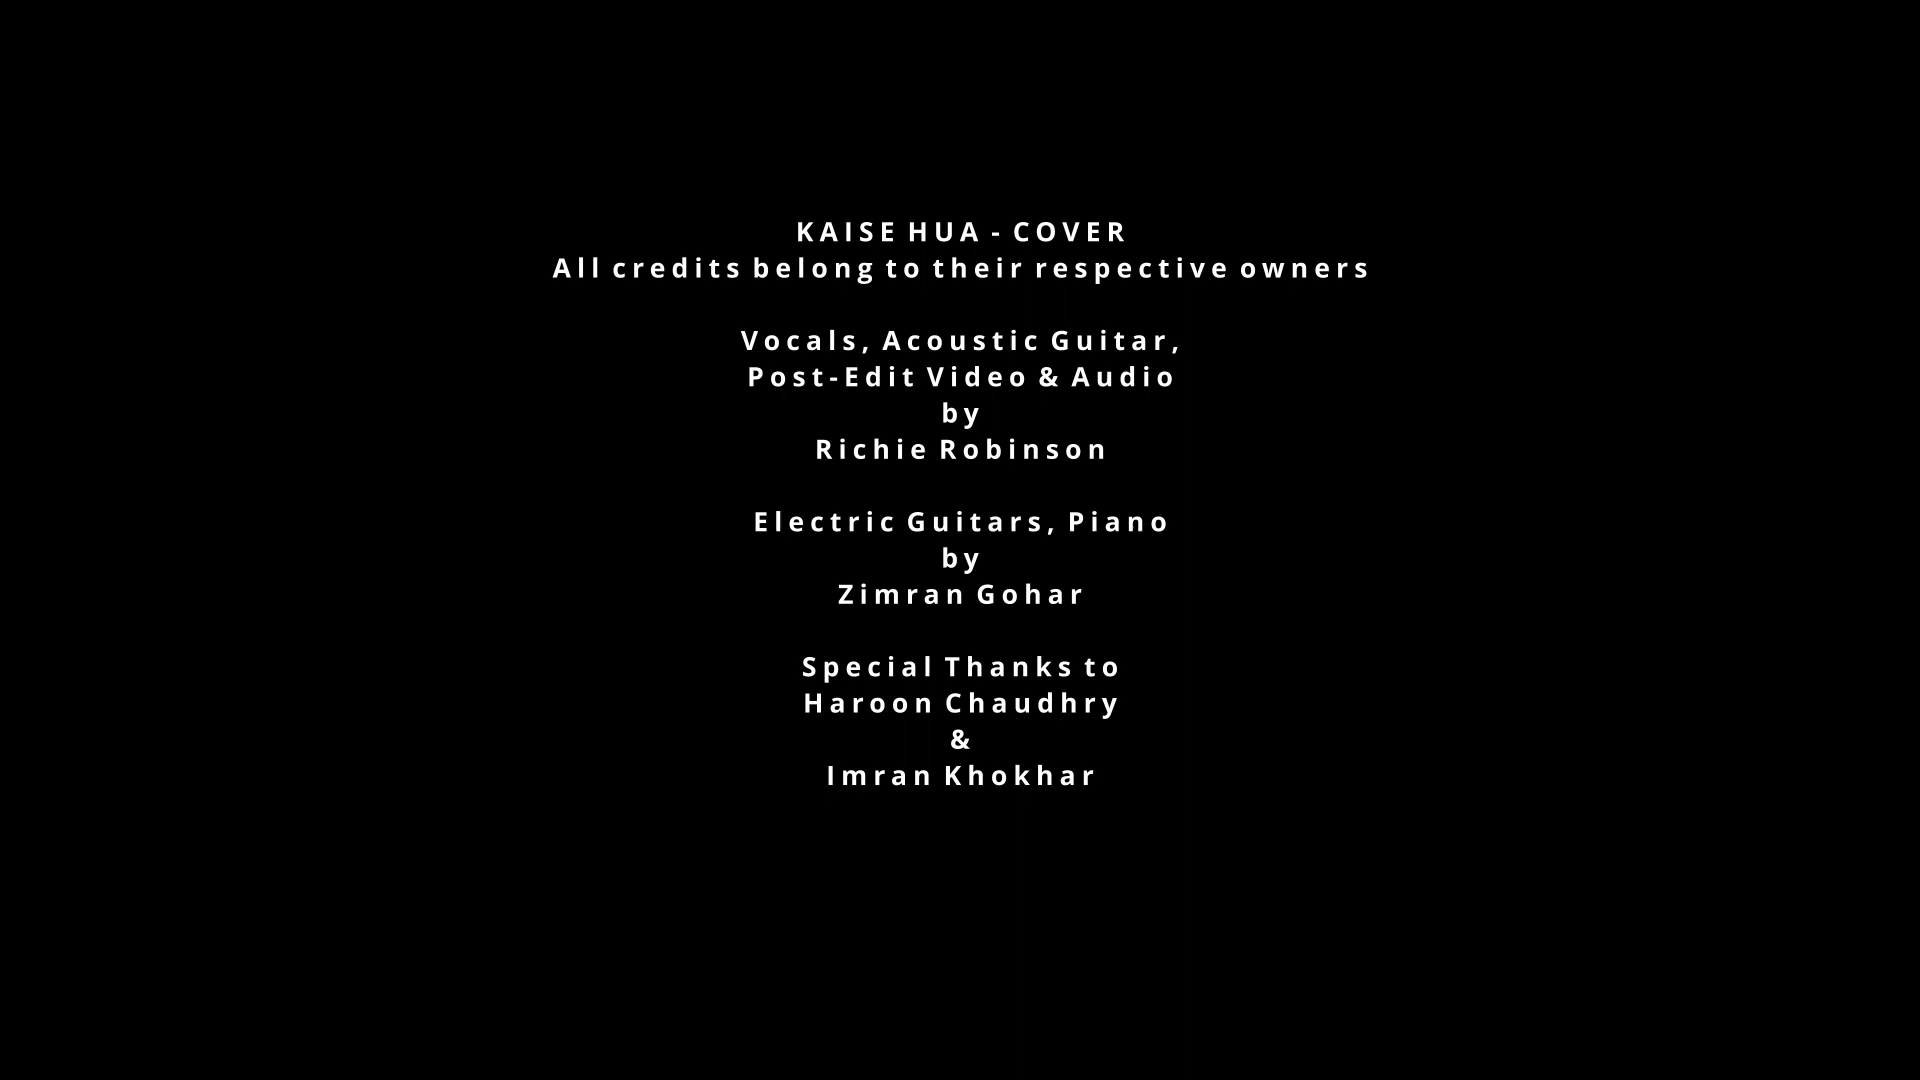 KAISE HUA - COVER
All credits belong to their respective owners
Vocals, Acoustic Guitar,
Post-Edit Video & Audio
by
Richie Robinson
Electric Guitars, Piano
by
Zimran Gohar
Special Thanks to
Haroon Chaudhry
&
Imran Khokhar